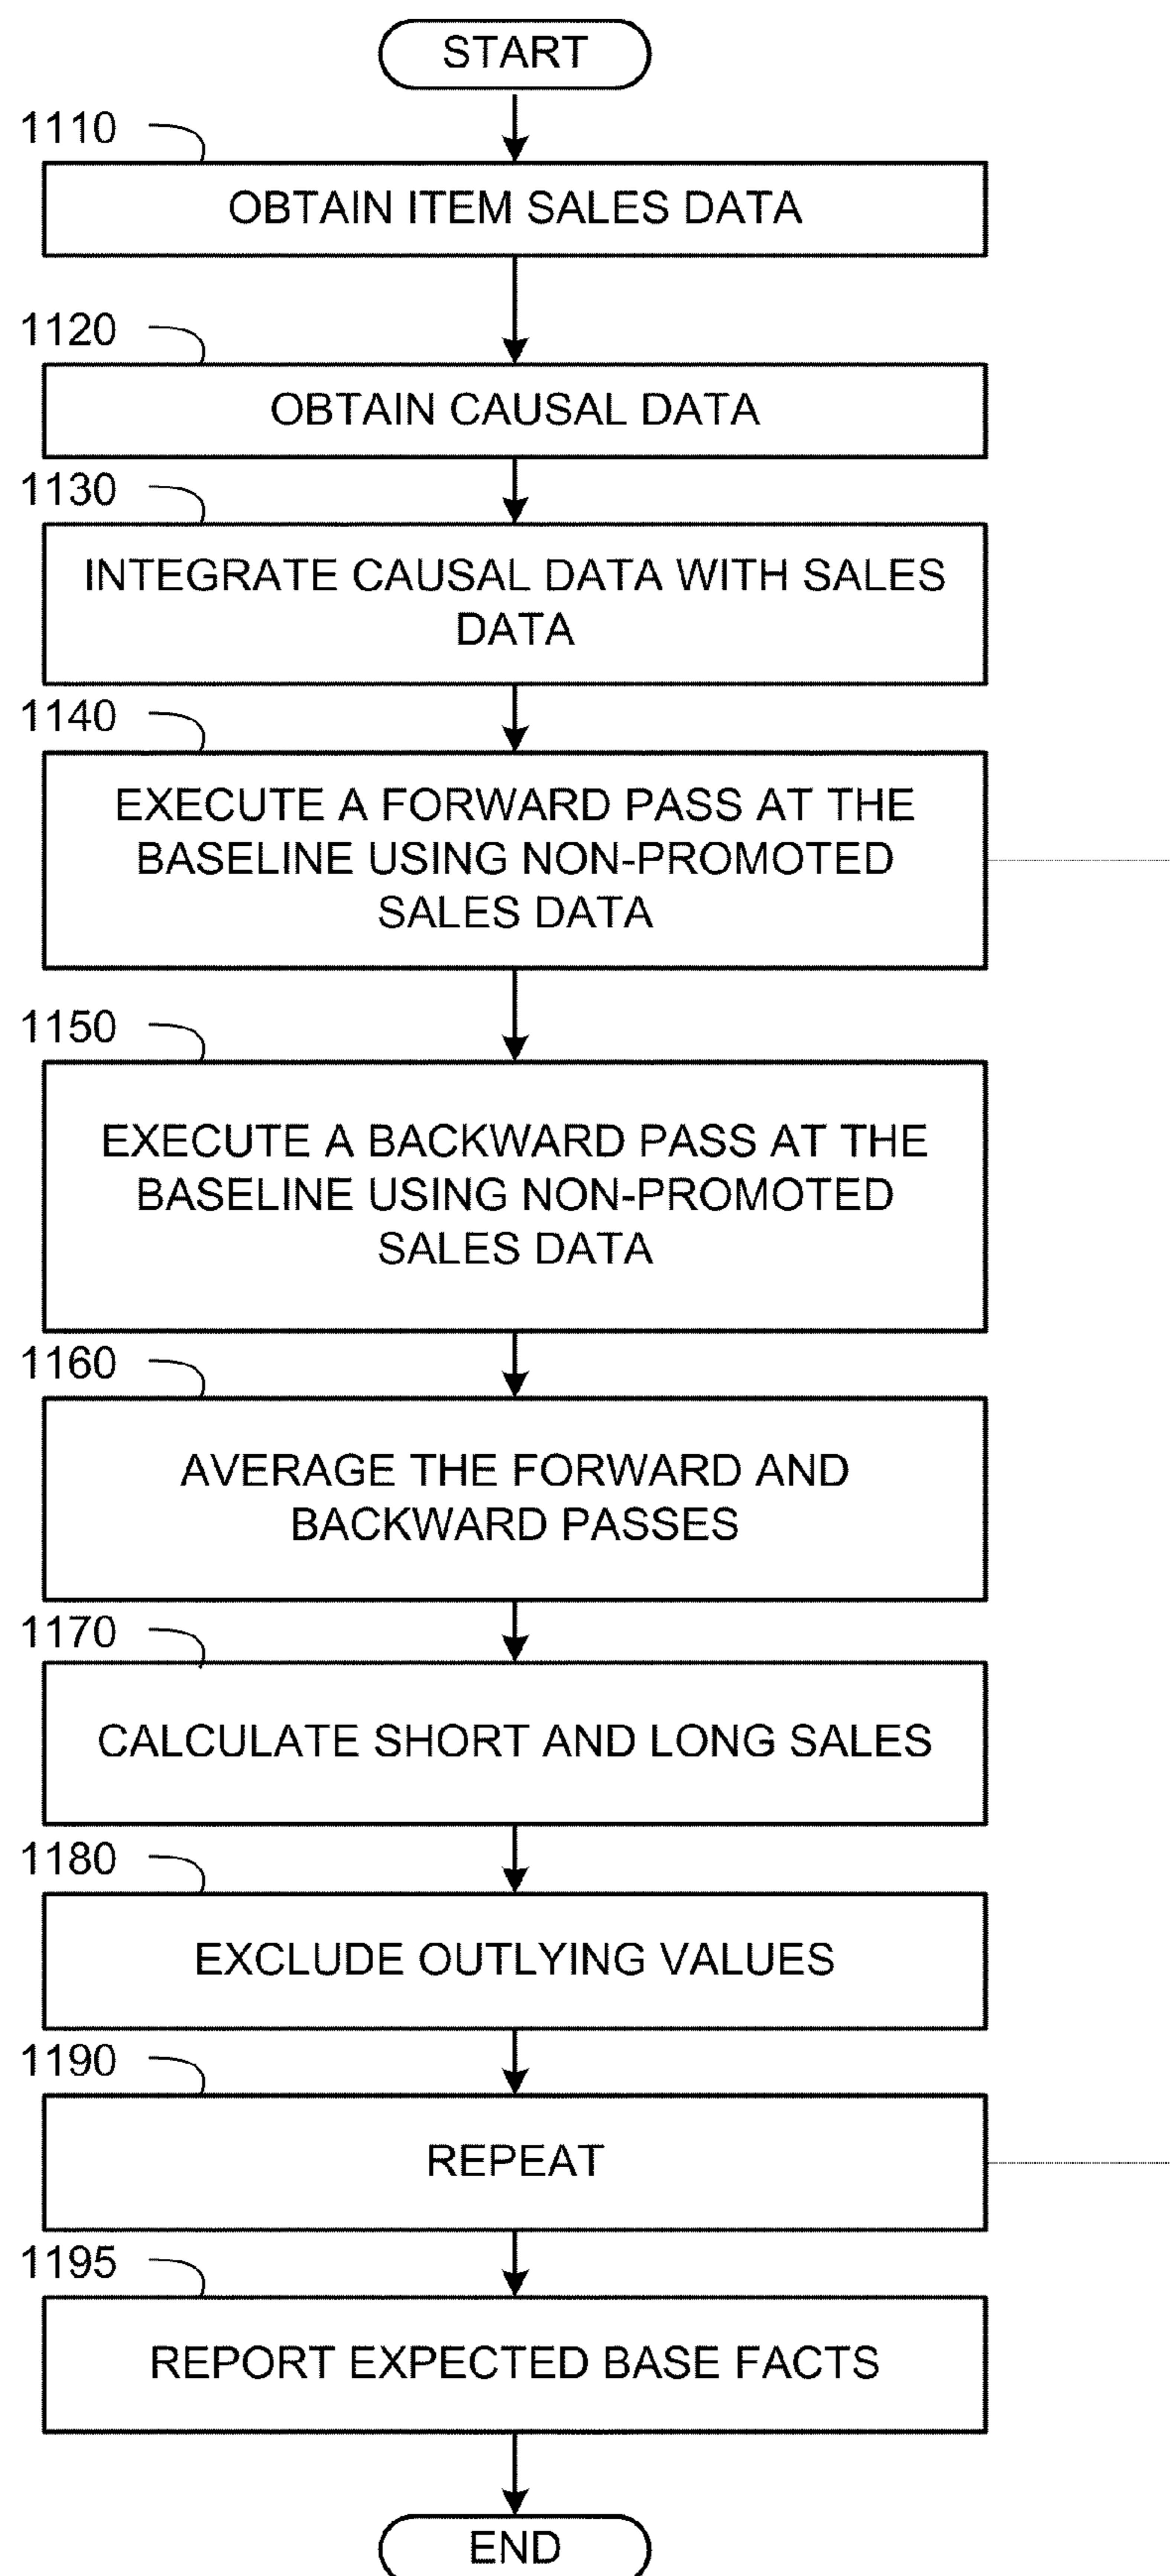 START
1110
OBTAIN ITEM SALES DATA
1120
OBTAIN CAUSAL DATA
1130
INTEGRATE CAUSAL DATA WITH SALES
DATA
1140
EXECUTE A FORWARD PASS AT THE
BASELINE USING NON-PROMOTED
SALES DATA
1150
EXECUTE A BACKWARD PASS AT THE
BASELINE USING NON-PROMOTED
SALES DATA
1160
AVERAGE THE FORWARD AND
BACKWARD PASSES
1170
CALCULATE SHORT AND LONG SALES
1180
EXCLUDE OUTLYING VALUES
1190
REPEAT
1195
REPORT EXPECTED BASE FACTS
END